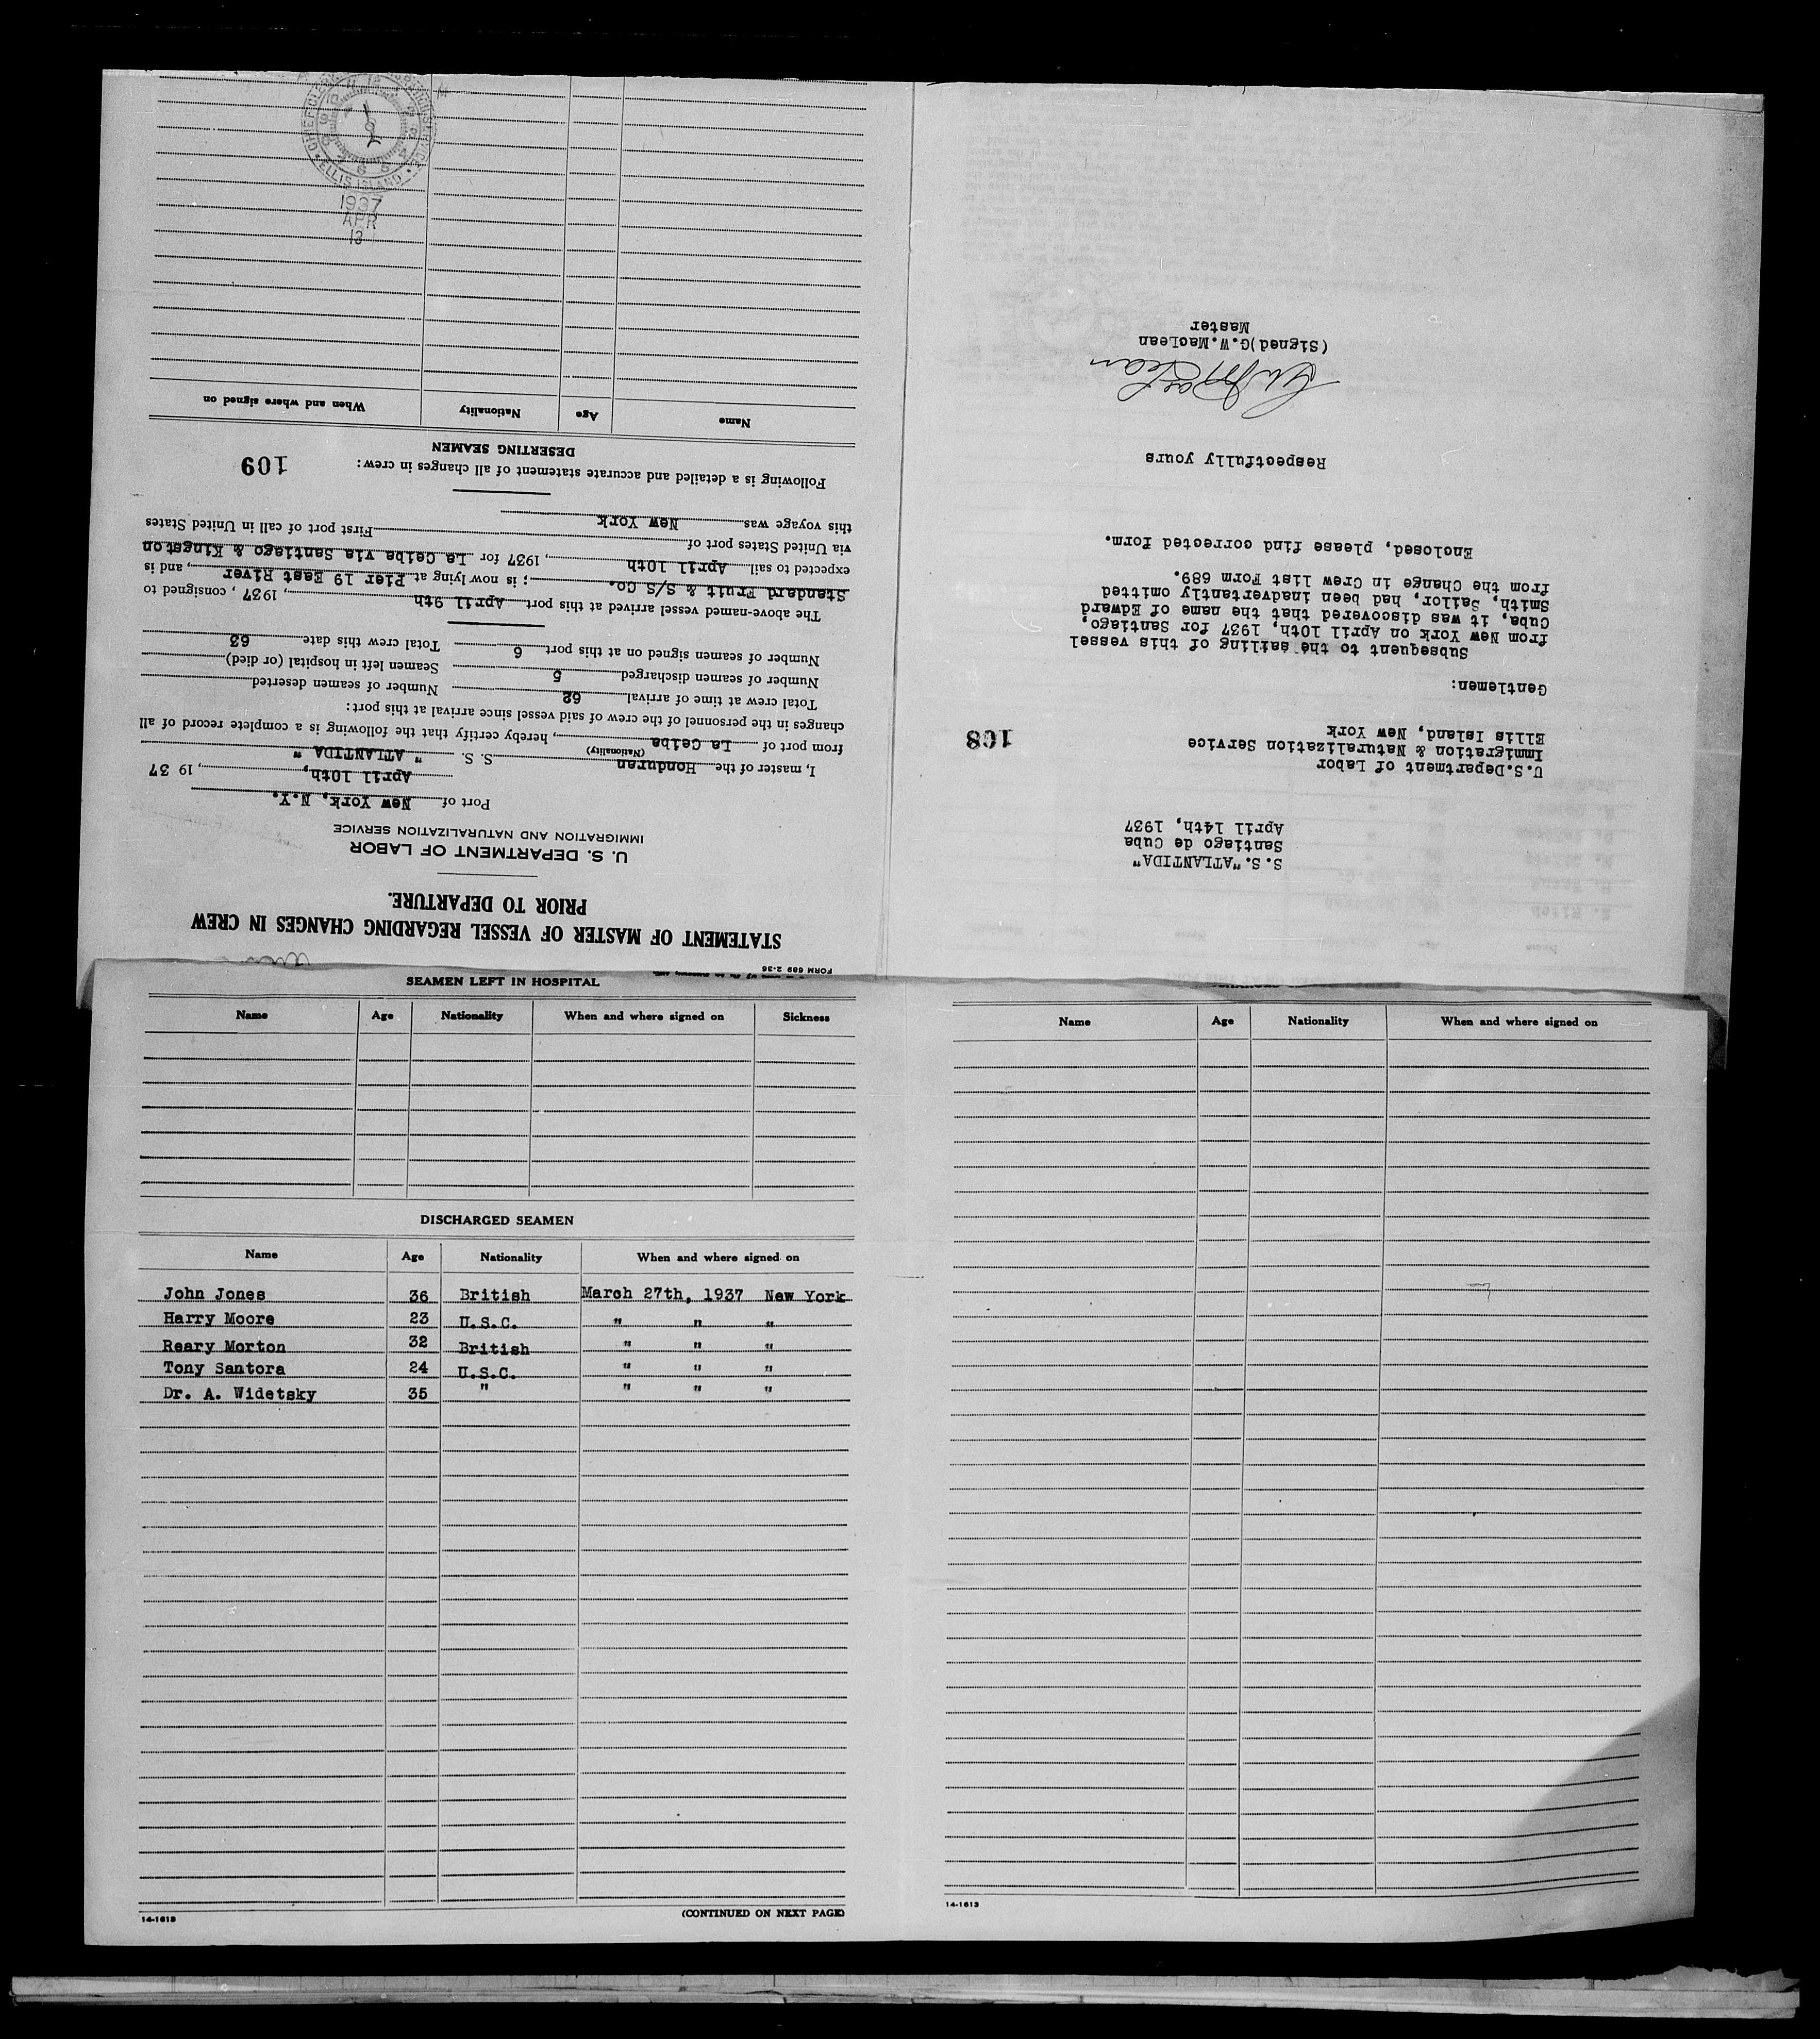 FORM 689 2-36
STATEMENT OF MASTER OF VESSEL REGARDING CHANGES IN CREW
PRIOR TO DEPARTURE.
U. S. DEPARTMENT OF LABOR
IMMIGRATION AND NATURALIZATION SERVICE
Port of New York, N.Y.
April 10th, , 19 37
I, master of the Honduran S. S. " ATLANTIDA "
(Nationality)
from port of La Ceiba , hereby certify that the following is a complete record of all
changes in the personnel of the crew of said vessel since arrival at this port:
Total crew at time of arrival 62 Number of seamen deserted
Number of seamen discharged 5 Seamen left in hospital (or died)
Number of seamen signed on at this port 6 Total crew this date 63
The above-named vessel arrived at this port April 9th , 1937 , consigned to
Standard Fruit & S/S Co. ; is now lying at Pier 19 East River , and is
expected to sail April 10th , 1937 for La Ceiba via Santiago & Kingston
via United States port of First port of call in United States
this voyage was New York
Following is a detailed and accurate statement of all changes in crew:
109
DESERTING SEAMEN
Name Age Nationality When and where signed on
CHIEF CLERK
ELLIS ISLAND
1937
APR
13
S.S."ATLANTIDA"
Santiago de Cuba
April 14th, 1937
U.S.Department of Labor
Immigration & Naturalization Service
Ellis Island, New York
108
Gentlemen:
Subsequent to the sailing of this vessel
from New York on April 10th, 1937 for Santiago,
Cuba, it was discovered that the name of Edward
Smith, Sailor, had been inadvertantly omitted
from the Change in Crew list Form 689.
Enclosed, please find corrected form.
Respectfully yours
G W MacLean
(Signed)G.W.MacLean
Master
SEAMEN LEFT IN HOSPITAL
Name Age Nationality When and where signed on Sickness
DISCHARGED SEAMEN
Name Age Nationality When and where signed on
John Jones 36 British March 27th, 1937 New York
Harry Moore 23 U.S.C. " " "
Reary Morton 32 British " " "
Tony Santora 24 U.S.C. " " "
Dr. A. Widetsky 35 " " " "
14-1613
(CONTINUED ON NEXT PAGE)
Name Age Nationality When and where signed on
14-1613